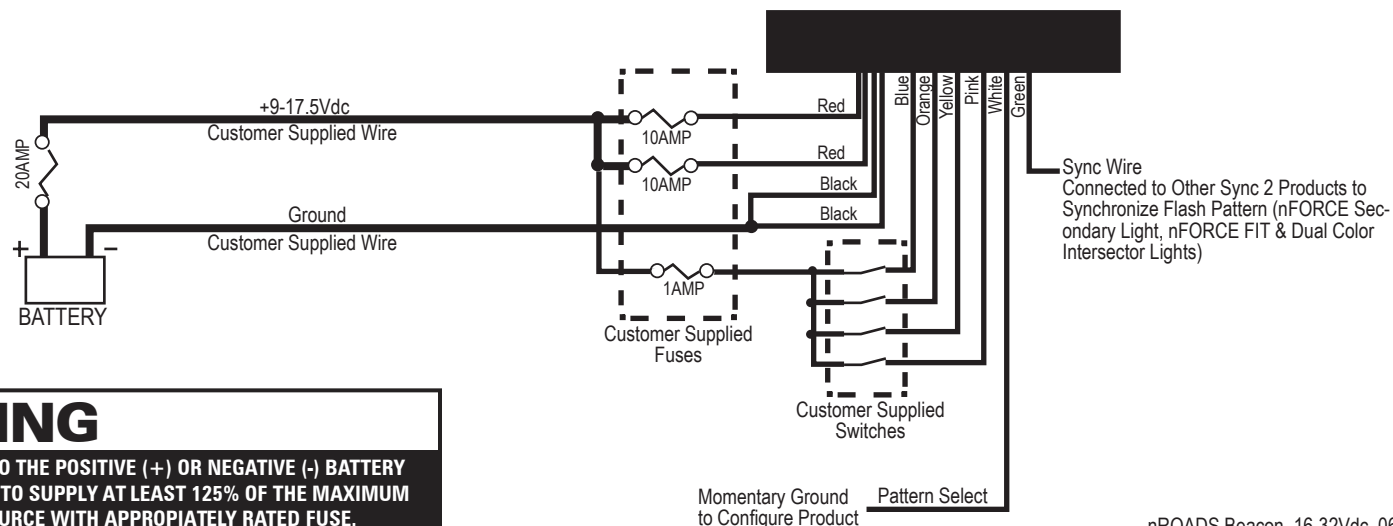 +9-17.5Vdc
Customer Supplied Wire
20AMP
Ground
Customer Supplied Wire
+
–
BATTERY
10AMP
10AMP
1AMP
Customer Supplied
Fuses
Red
Red
Black
Black
Blue
Orange
Yellow
Pink
White
Green
Sync Wire
Connected to Other Sync 2 Products to
Synchronize Flash Pattern (nFORCE Sec-
ondary Light, nFORCE FIT & Dual Color
Intersector Lights)
Customer Supplied
Switches
Momentary Ground
to Configure Product
Pattern Select
ING
O THE POSITIVE (+) OR NEGATIVE (-) BATTERY
TO SUPPLY AT LEAST 125% OF THE MAXIMUM
URCE WITH APPROPIATELY RATED FUSE.